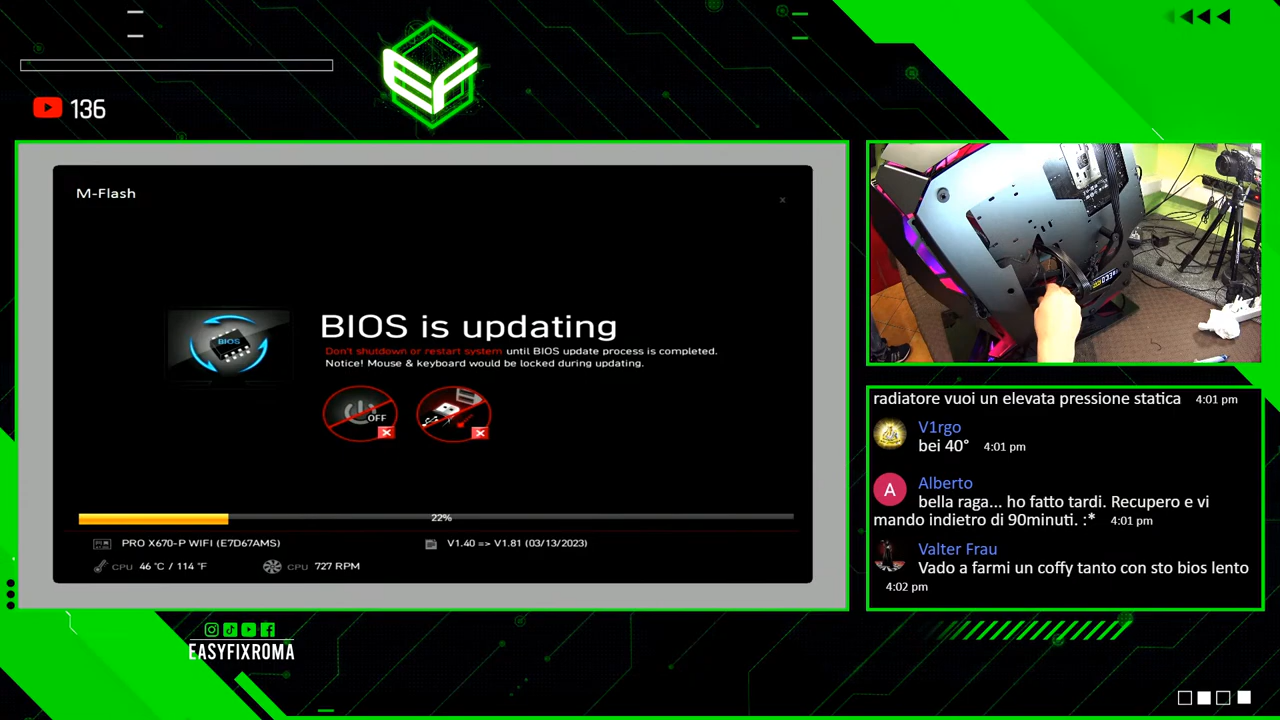 EF
136
M-Flash
x
BIOS
BIOS is updating
Don't shutdown or restart system until BIOS update process is completed.
Notice! Mouse & keyboard would be locked during updating.
OFF
22%
PRO X670-P WIFI (E7D67AMS)
V1.40 => V1.81 (03/13/2023)
CPU 46 °C / 114 °F
CPU 727 RPM
radiatore vuoi un elevata pressione statica 4:01 pm
V1rgo
bei 40° 4:01 pm
A
Alberto
bella raga... ho fatto tardi. Recupero e vi
mando indietro di 90minuti. :* 4:01 pm
Valter Frau
Vado a farmi un coffy tanto con sto bios lento
4:02 pm
EASYFIXROMA